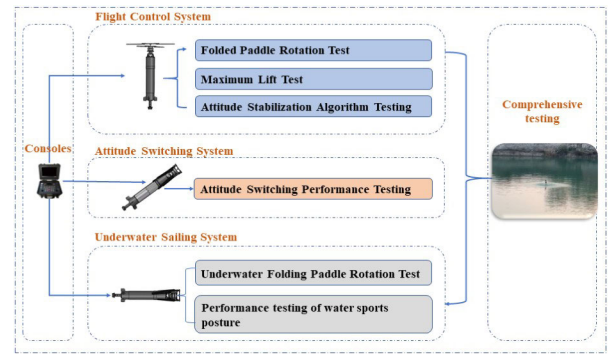 Flight Control System
Folded Paddle Rotation Test
Maximum Lift Test
Attitude Stabilization Algorithm Testing
Consoles
Attitude Switching System
Attitude Switching Performance Testing
Underwater Sailing System
Underwater Folding Paddle Rotation Test
Performance testing of water sports
posture
Comprehensive
testing